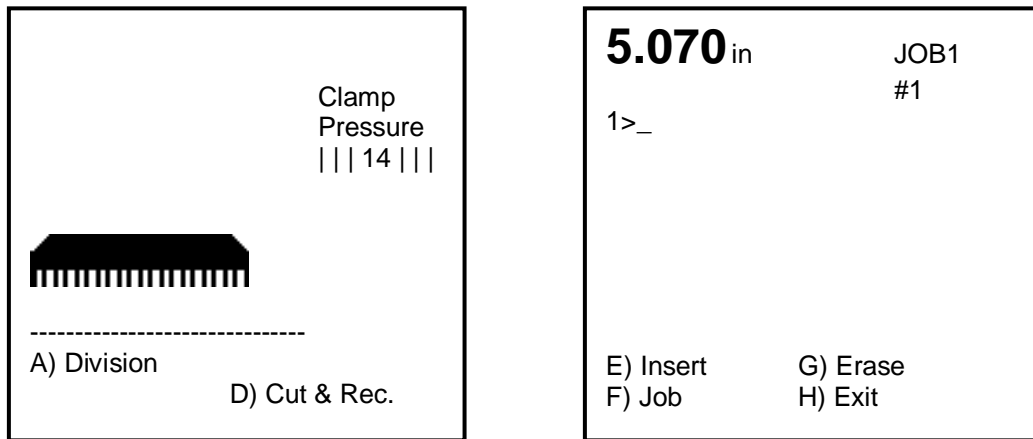 Clamp
Pressure
| | | 14 | | |
-------------------------------
A) Division
D) Cut & Rec.
5.070 in JOB1
#1
1>_
E) Insert G) Erase
F) Job H) Exit